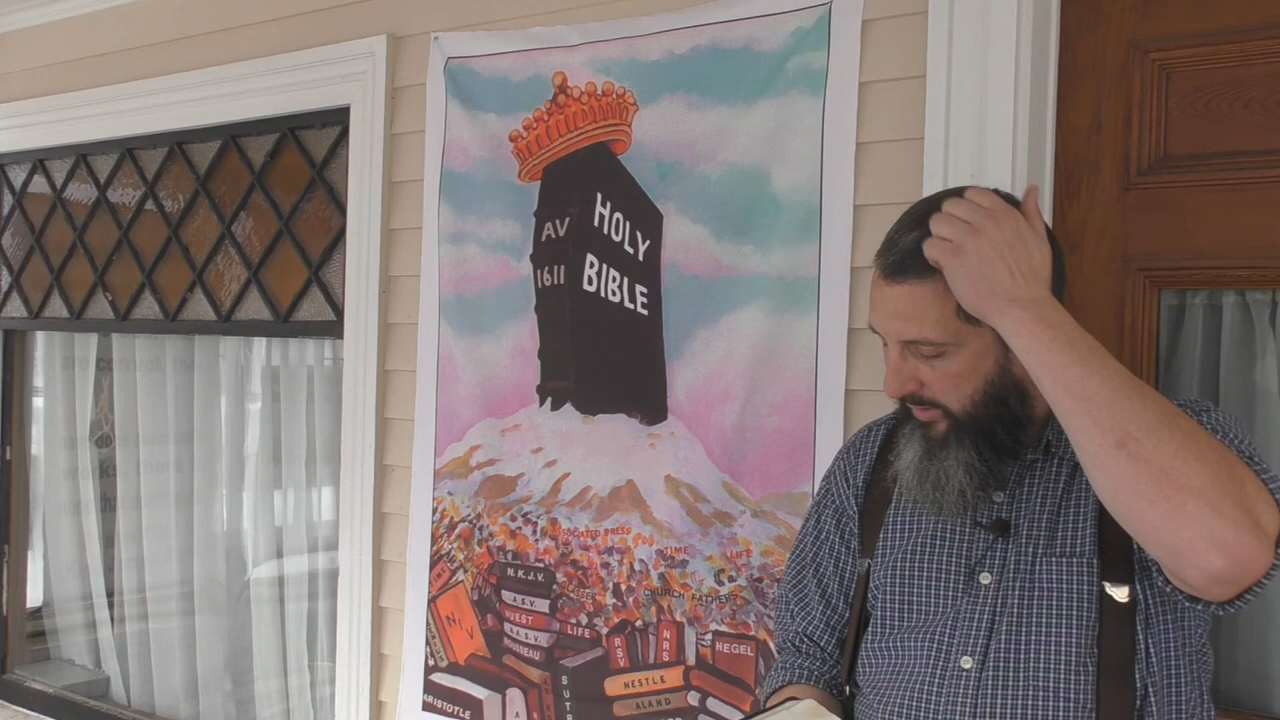 AV
1611
HOLY
BIBLE
ASSOCIATED PRESS
TIME
LIFE
CHURCH FATHERS
N.K.J.V.
A.S.V.
LIFE
N.A.S.V.
ROUSSEAU
NIV
RSV
NRS
HEGEL
NESTLE
ALAND
ARISTOTLE
A